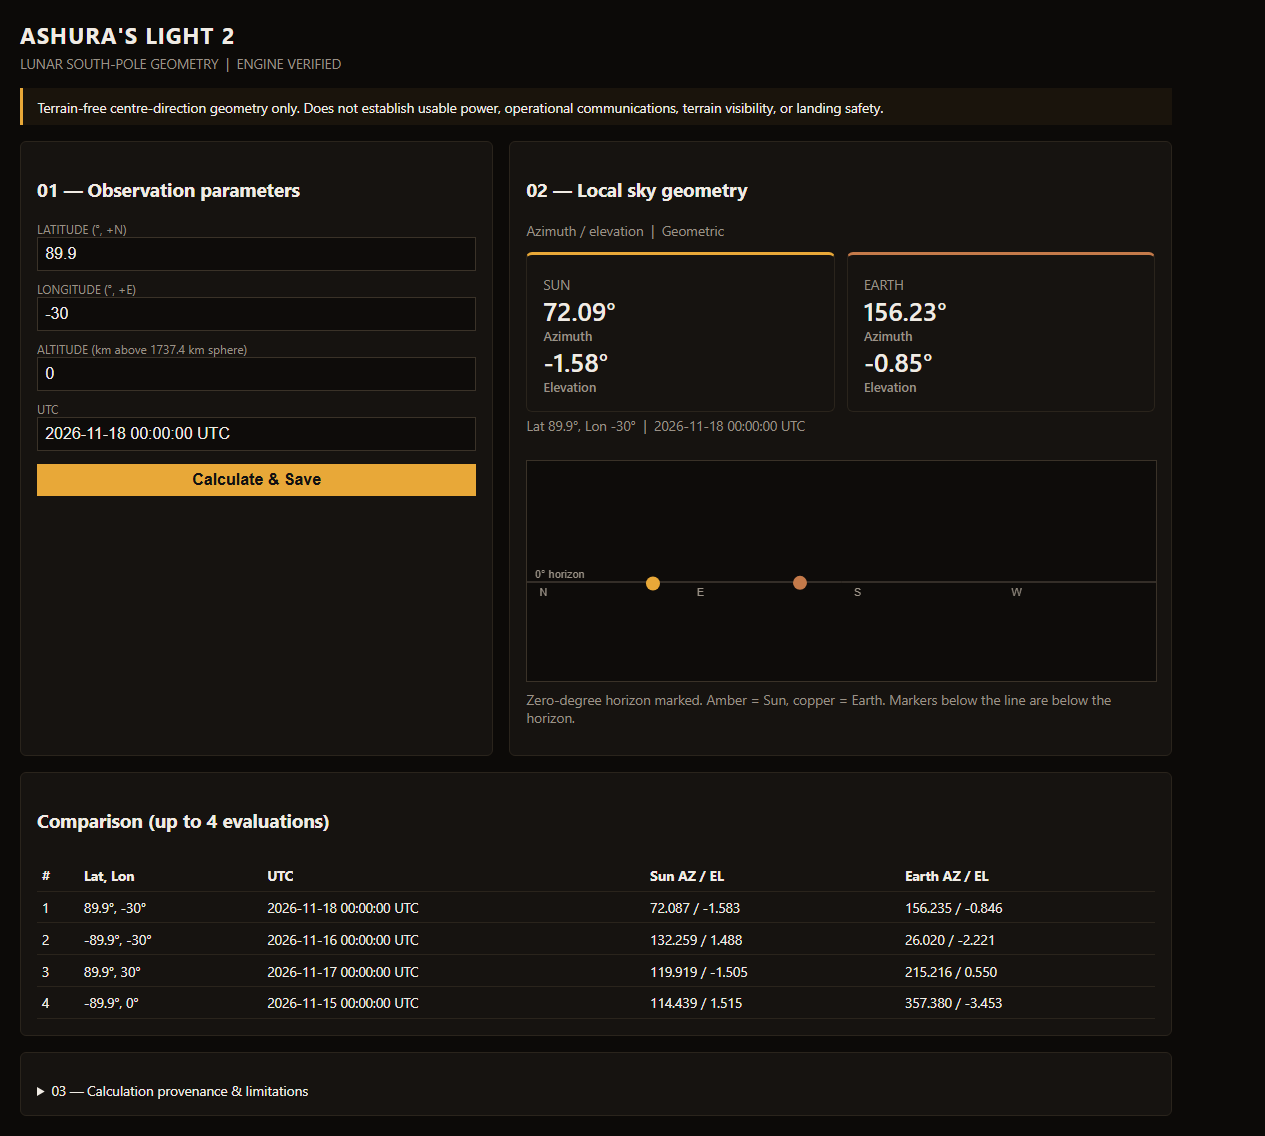 ASHURA'S LIGHT 2
LUNAR SOUTH-POLE GEOMETRY | ENGINE VERIFIED
Terrain-free centre-direction geometry only. Does not establish usable power, operational communications, terrain visibility, or landing safety.
01 — Observation parameters
LATITUDE (°, +N)
89.9
LONGITUDE (°, +E)
-30
ALTITUDE (km above 1737.4 km sphere)
0
UTC
2026-11-18 00:00:00 UTC
Calculate & Save
02 — Local sky geometry
Azimuth / elevation | Geometric
SUN
72.09°
Azimuth
-1.58°
Elevation
EARTH
156.23°
Azimuth
-0.85°
Elevation
Lat 89.9°, Lon -30° | 2026-11-18 00:00:00 UTC
0° horizon
N E S W
Zero-degree horizon marked. Amber = Sun, copper = Earth. Markers below the line are below the
horizon.
Comparison (up to 4 evaluations)
# Lat, Lon UTC Sun AZ / EL Earth AZ / EL
1 89.9°, -30° 2026-11-18 00:00:00 UTC 72.087 / -1.583 156.235 / -0.846
2 -89.9°, -30° 2026-11-16 00:00:00 UTC 132.259 / 1.488 26.020 / -2.221
3 89.9°, 30° 2026-11-17 00:00:00 UTC 119.919 / -1.505 215.216 / 0.550
4 -89.9°, 0° 2026-11-15 00:00:00 UTC 114.439 / 1.515 357.380 / -3.453
03 — Calculation provenance & limitations